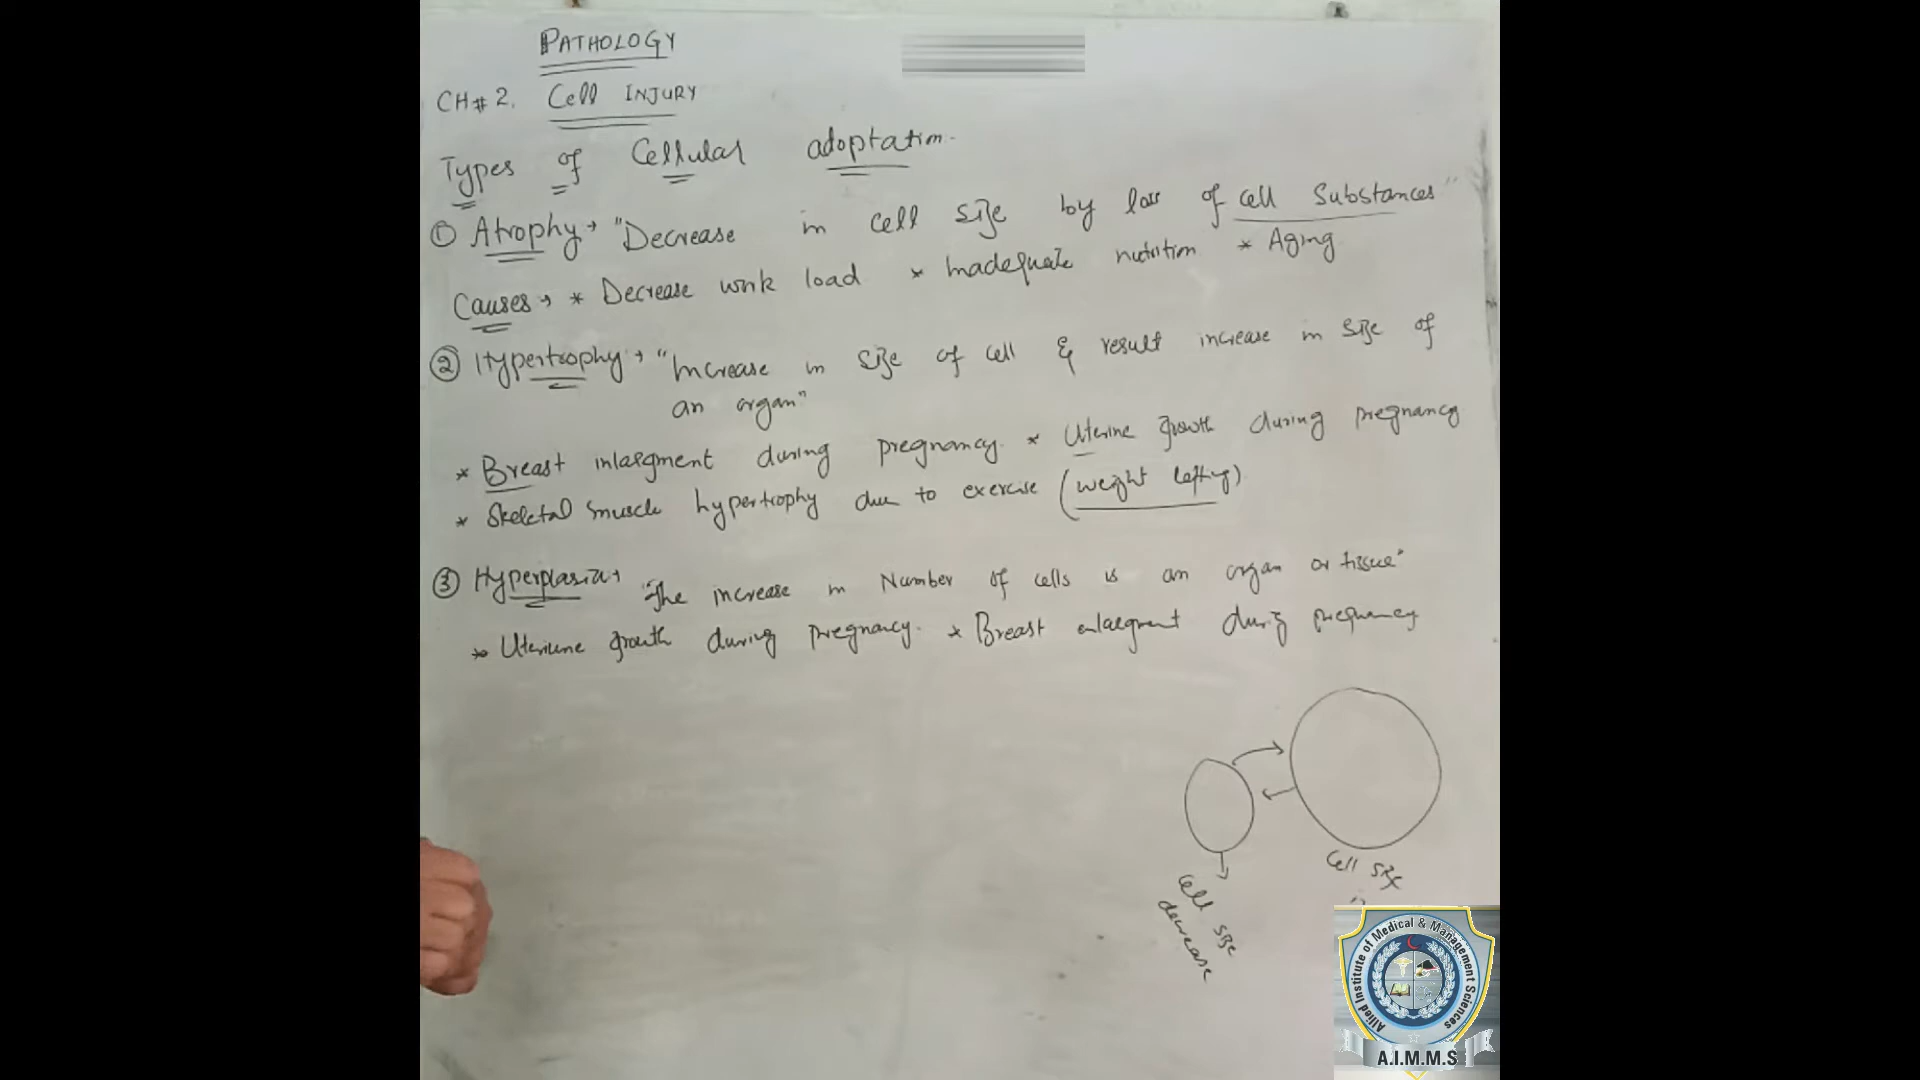 PATHOLOGY
CH# 2. Cell INJURY
Types of Cellular adoptation.
① Atrophy → "Decrease in cell size by loss of cell Substances"
Causes → * Decrease work load * Inadequate nutrition * Aging
② Hypertrophy → "Increase in size of cell & result increase in size of
an organ"
* Breast inlargment during pregnancy. * Uterine growth during pregnancy
* Skeletal muscle hypertrophy due to exercise (weight lefting)
③ Hyperplasia → "The increase in Number of cells is an organ or tissue"
* Uteriune growth during pregnancy. * Breast enlaegment during pregnancy
Cell size
decrease
Cell size
Allied Institute of Medical & Management Sciences
A.I.M.M.S